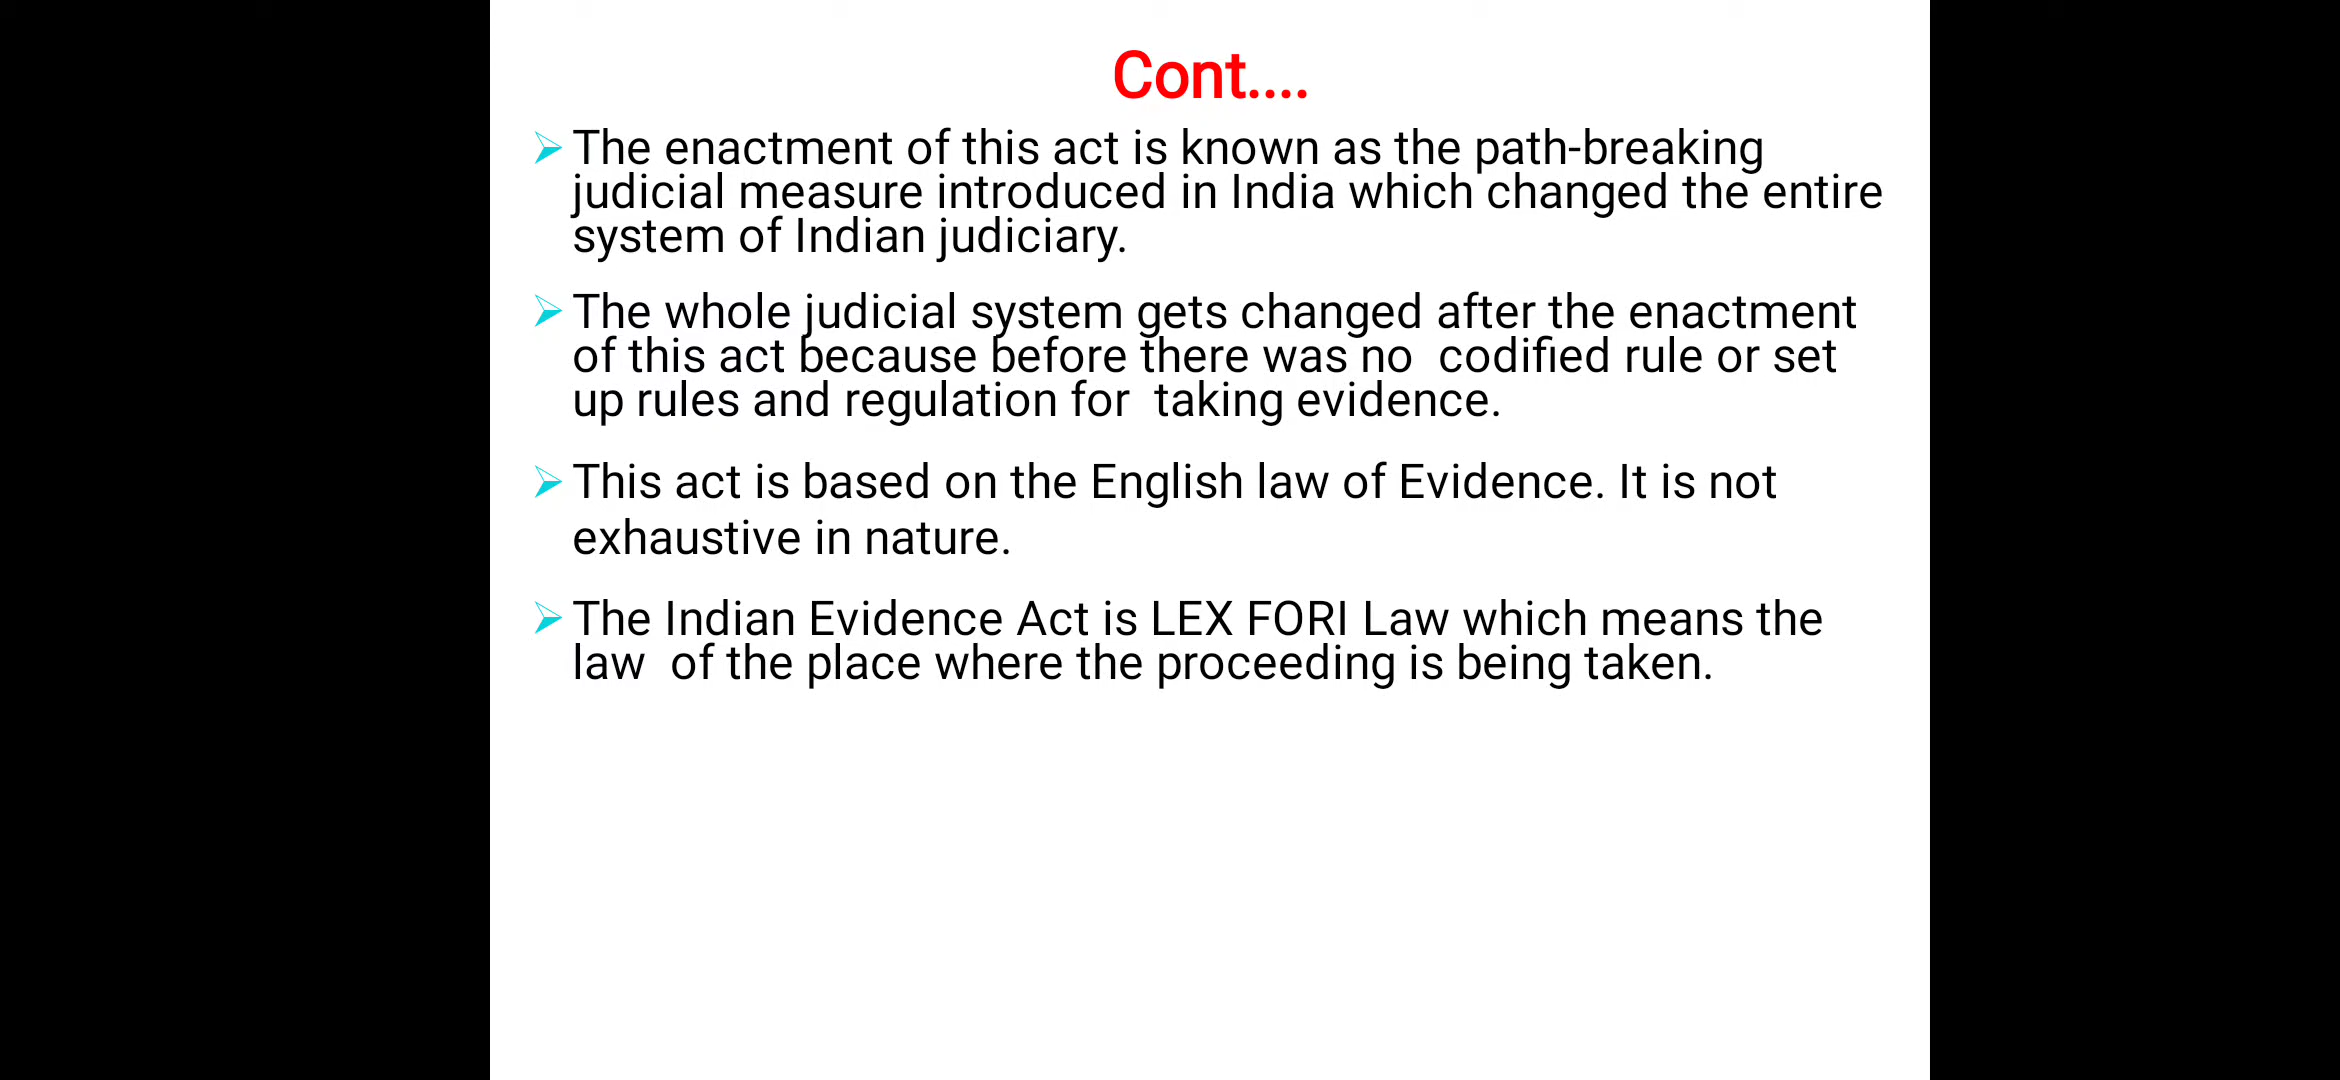 Cont....
The enactment of this act is known as the path-breaking
judicial measure introduced in India which changed the entire
system of Indian judiciary.
The whole judicial system gets changed after the enactment
of this act because before there was no  codified rule or set
up rules and regulation for  taking evidence.
This act is based on the English law of Evidence. It is not
exhaustive in nature.
The Indian Evidence Act is LEX FORI Law which means the
law  of the place where the proceeding is being taken.